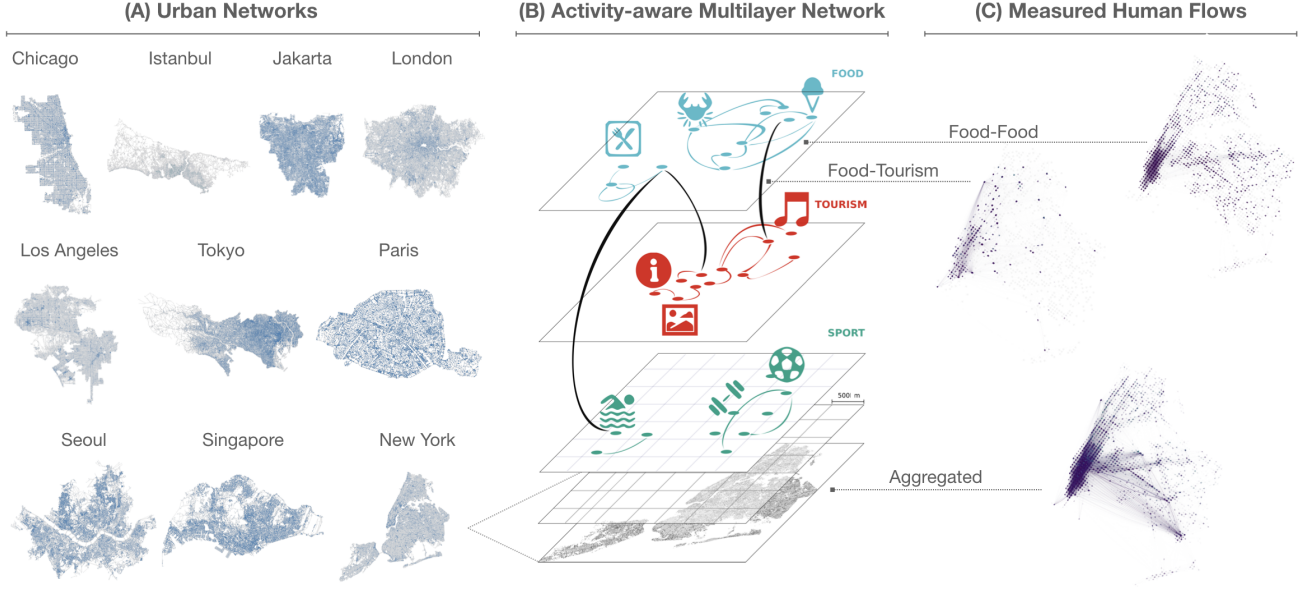 (A) Urban Networks
(B) Activity-aware Multilayer Network
(C) Measured Human Flows
Chicago
Istanbul
Jakarta
London
Los Angeles
Tokyo
Paris
Seoul
Singapore
New York
FOOD
TOURISM
SPORT
500 m
Food-Food
Food-Tourism
Aggregated